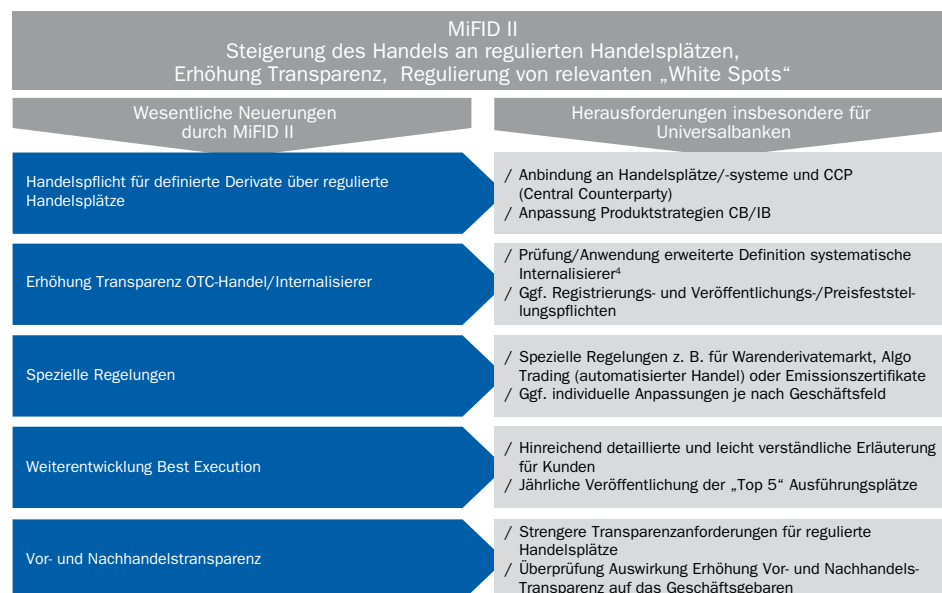 MiFID II
Steigerung des Handels an regulierten Handelsplätzen,
Erhöhung Transparenz, Regulierung von relevanten „White Spots“
Wesentliche Neuerungen
durch MiFID II
Herausforderungen insbesondere für
Universalbanken
Handelspflicht für definierte Derivate über regulierte
Handelsplätze
/ Anbindung an Handelsplätze/-systeme und CCP
(Central Counterparty)
/ Anpassung Produktstrategien CB/IB
Erhöhung Transparenz OTC-Handel/Internalisierer
/ Prüfung/Anwendung erweiterte Definition systematische
Internalisierer⁴
/ Ggf. Registrierungs- und Veröffentlichungs-/Preisfeststel-
lungspflichten
Spezielle Regelungen
/ Spezielle Regelungen z. B. für Warenderivatemarkt, Algo
Trading (automatisierter Handel) oder Emissionszertifikate
/ Ggf. individuelle Anpassungen je nach Geschäftsfeld
Weiterentwicklung Best Execution
/ Hinreichend detaillierte und leicht verständliche Erläuterung
für Kunden
/ Jährliche Veröffentlichung der „Top 5“ Ausführungsplätze
Vor- und Nachhandelstransparenz
/ Strengere Transparenzanforderungen für regulierte
Handelsplätze
/ Überprüfung Auswirkung Erhöhung Vor- und Nachhandels-
Transparenz auf das Geschäftsgebaren